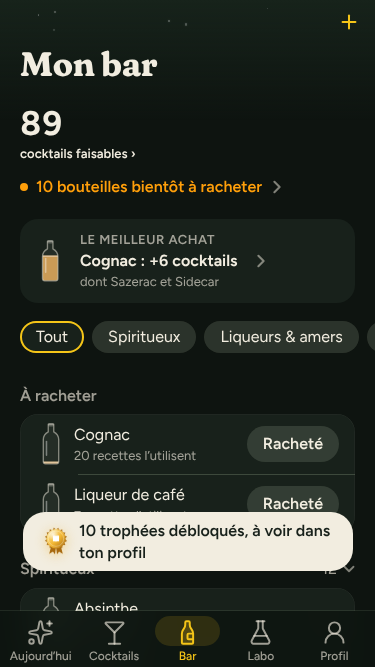 Mon bar
89
cocktails faisables ›
10 bouteilles bientôt à racheter
LE MEILLEUR ACHAT
Cognac : +6 cocktails
dont Sazerac et Sidecar
Tout
Spiritueux
Liqueurs & amers
À racheter
Cognac
20 recettes l'utilisent
Racheté
Liqueur de café
Racheté
10 trophées débloqués, à voir dans
ton profil
Spiritueux
Absinthe
Aujourd'hui
Cocktails
Bar
Labo
Profil